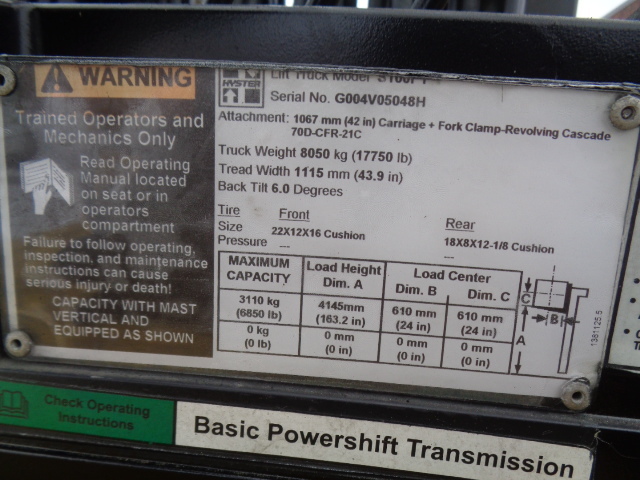 WARNING
Trained Operators and
Mechanics Only
Read Operating
Manual located
on seat or in
operators
compartment
Failure to follow operating,
inspection, and maintenance
instructions can cause
serious injury or death!
CAPACITY WITH MAST
VERTICAL AND
EQUIPPED AS SHOWN
HYSTER
Lift Truck Model
Serial No. G004V05048H
Attachment: 1067 mm (42 in) Carriage + Fork Clamp-Revolving Cascade
70D-CFR-21C
Truck Weight 8050 kg (17750 lb)
Tread Width 1115 mm (43.9 in)
Back Tilt 6.0 Degrees
Tire Front Rear
Size 22X12X16 Cushion 18X8X12-1/8 Cushion
Pressure --- ---
MAXIMUM CAPACITY Load Height Dim. A Load Center Dim. B Dim. C
3110 kg 4145mm 610 mm 610 mm
(6850 lb) (163.2 in) (24 in) (24 in)
0 kg 0 mm 0 mm 0 mm
(0 lb) (0 in) (0 in) (0 in)
C
B
A
1381125.5
Check Operating
Instructions
Basic Powershift Transmission